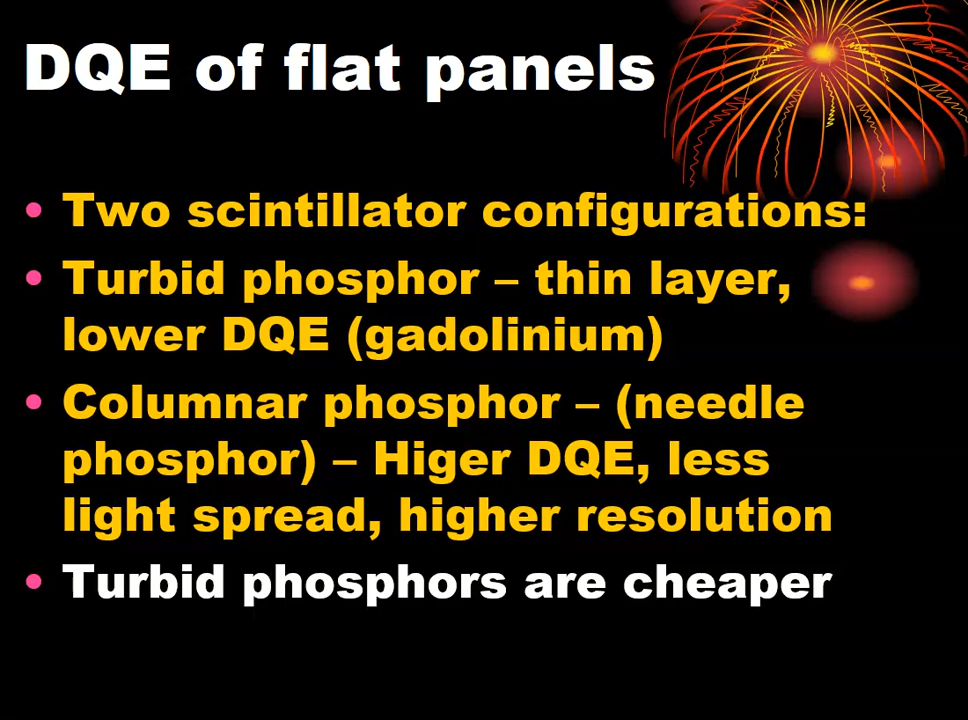 DQE of flat panels
• Two scintillator configurations:
• Turbid phosphor – thin layer,
lower DQE (gadolinium)
• Columnar phosphor – (needle
phosphor) – Higer DQE, less
light spread, higher resolution
• Turbid phosphors are cheaper